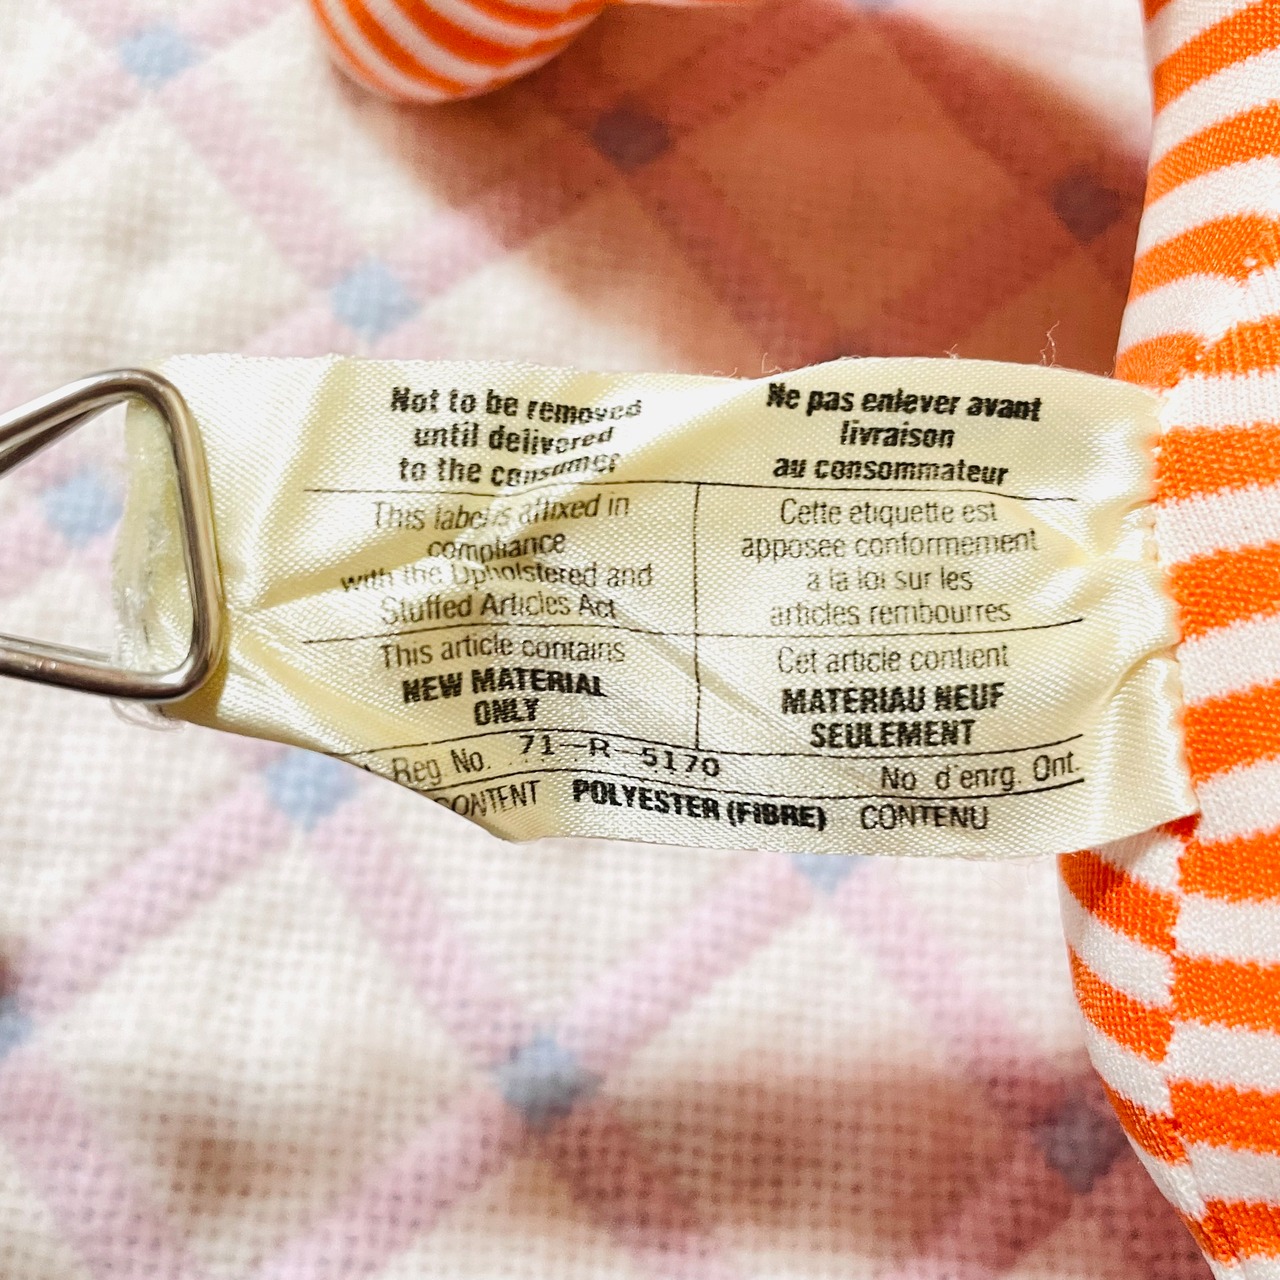 Not to be removed
until delivered
to the consumer
Ne pas enlever avant
livraison
au consommateur
This label is affixed in
compliance
with the Upholstered and
Stuffed Articles Act
Cette etiquette est
apposee conformement
a la loi sur les
articles rembourres
This article contains
NEW MATERIAL
ONLY
Cet article contient
MATERIAU NEUF
SEULEMENT
Reg No. 71-R-5170 No d'enrg. Ont.
CONTENT POLYESTER (FIBRE) CONTENU